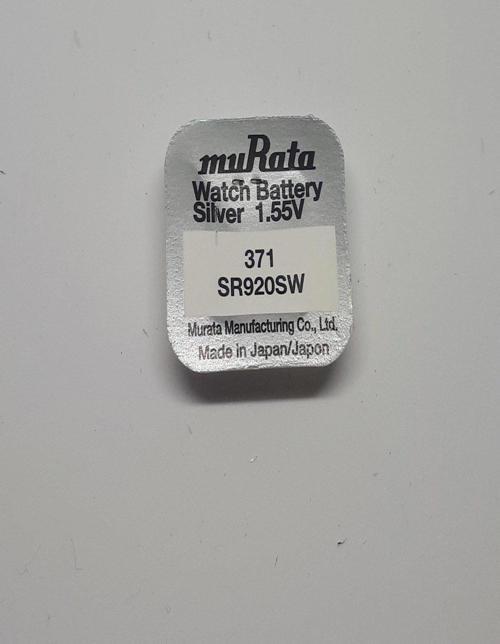 muRata
Watch Battery
Silver 1.55V
371
SR920SW
Murata Manufacturing Co., Ltd.
Made in Japan/Japon